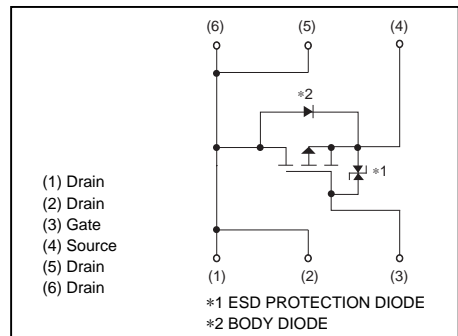 (6) (5) (4)
∗2
∗1
(1) Drain
(2) Drain
(3) Gate
(4) Source
(5) Drain
(6) Drain
(1) (2) (3)
∗1 ESD PROTECTION DIODE
∗2 BODY DIODE